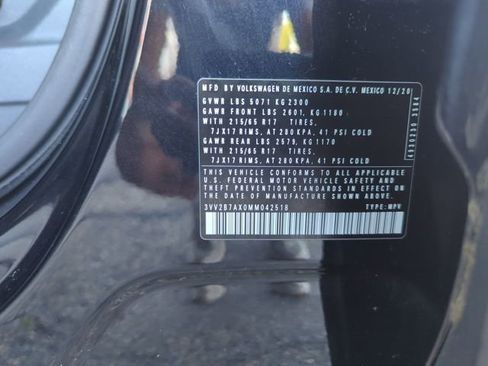 MFD BY VOLKSWAGEN DE MEXICO S.A. DE C.V. MEXICO 12/20
GVWR LBS 5071 KG 2300
GAWR FRONT LBS 2601, KG 1180
WITH 215/65 R17 TIRES,
7JX17 RIMS, AT 280 KPA, 41 PSI COLD
GAWR REAR LBS 2579, KG 1170
WITH 215/65 R17 TIRES,
7JX17 RIMS, AT 280 KPA, 41 PSI COLD
THIS VEHICLE CONFORMS TO ALL APPLICABLE
U.S. FEDERAL MOTOR VEHICLE SAFETY AND
THEFT PREVENTION STANDARDS IN EFFECT ON
THE DATE OF MANUFACTURE SHOWN ABOVE
3VV2B7AX0MM042518 TYPE: MPV